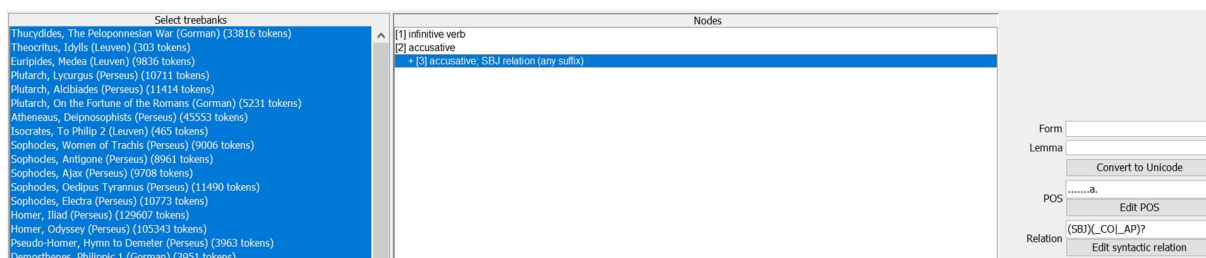 Select treebanks
Thucydides, The Peloponnesian War (Gorman) (33816 tokens)
Theocritus, Idylls (Leuven) (303 tokens)
Euripides, Medea (Leuven) (9836 tokens)
Plutarch, Lycurgus (Perseus) (10711 tokens)
Plutarch, Alcibiades (Perseus) (11414 tokens)
Plutarch, On the Fortune of the Romans (Gorman) (5231 tokens)
Atheneaus, Deipnosophists (Perseus) (45553 tokens)
Isocrates, To Philip 2 (Leuven) (465 tokens)
Sophocles, Women of Trachis (Perseus) (9006 tokens)
Sophocles, Antigone (Perseus) (8961 tokens)
Sophocles, Ajax (Perseus) (9708 tokens)
Sophocles, Oedipus Tyrannus (Perseus) (11490 tokens)
Sophocles, Electra (Perseus) (10773 tokens)
Homer, Iliad (Perseus) (129607 tokens)
Homer, Odyssey (Perseus) (105343 tokens)
Pseudo-Homer, Hymn to Demeter (Perseus) (3963 tokens)
Demosthenes, Philippic 1 (Gorman) (3951 tokens)
Nodes
[1] infinitive verb
[2] accusative
+ [3] accusative; SBJ relation (any suffix)
Form
Lemma
Convert to Unicode
POS
.......a.
Edit POS
Relation
(SBJ)(_CO|_AP)?
Edit syntactic relation